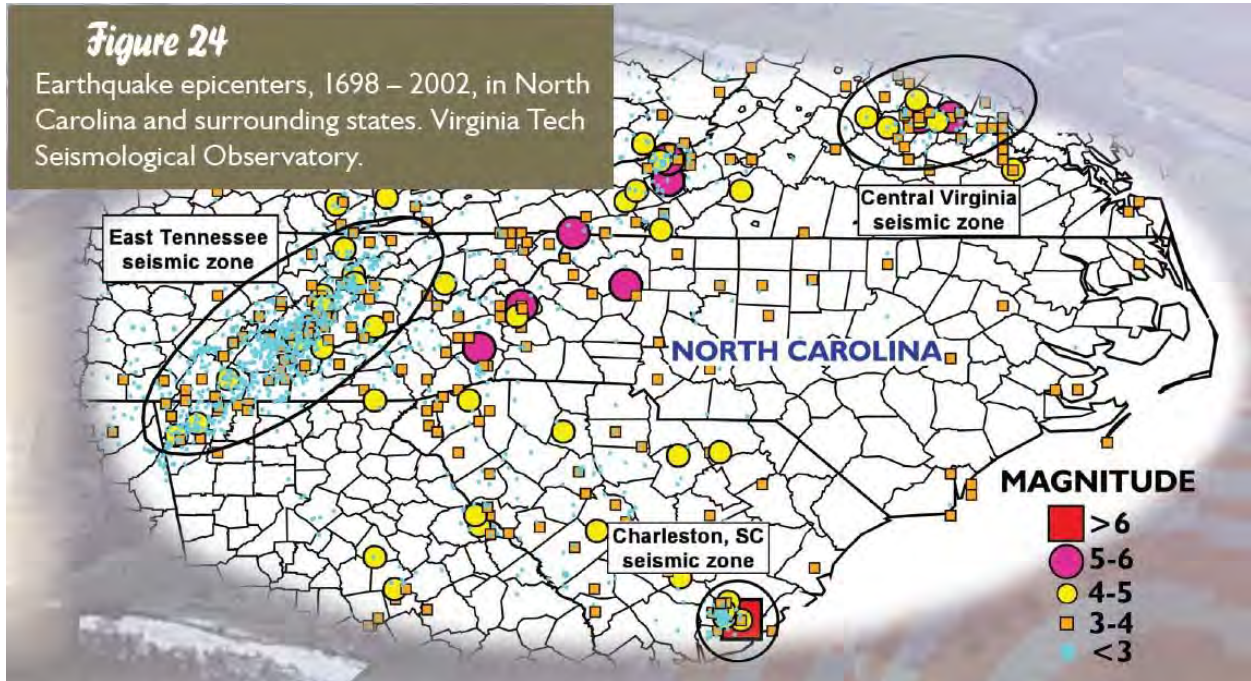 Figure 24
Earthquake epicenters, 1698 – 2002, in North
Carolina and surrounding states. Virginia Tech
Seismological Observatory.
Central Virginia
seismic zone
East Tennessee
seismic zone
NORTH CAROLINA
Charleston, SC
seismic zone
MAGNITUDE
>6
5-6
4-5
3-4
<3